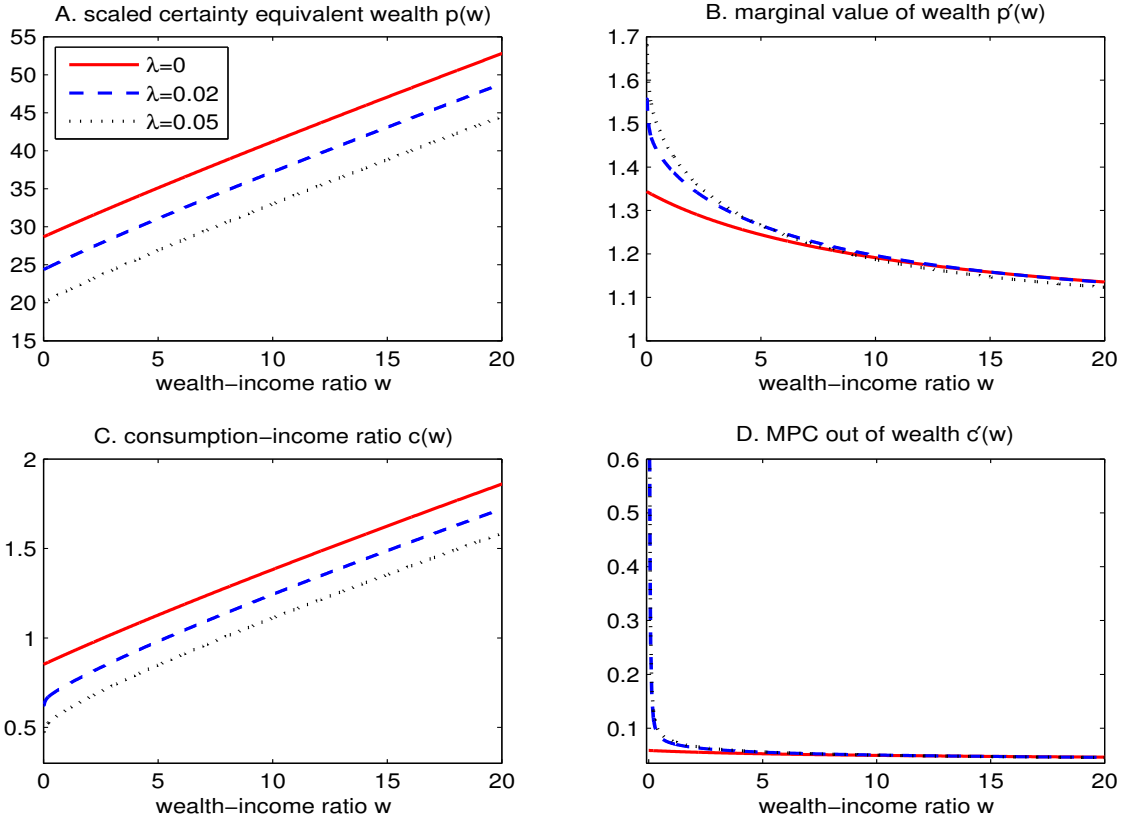 A. scaled certainty equivalent wealth p(w)
55
50
45
40
35
30
25
20
15
λ=0
λ=0.02
λ=0.05
0 5 10 15 20
wealth−income ratio w
B. marginal value of wealth p′(w)
1.7
1.6
1.5
1.4
1.3
1.2
1.1
1
0 5 10 15 20
wealth−income ratio w
C. consumption−income ratio c(w)
2
1.5
1
0.5
0 5 10 15 20
wealth−income ratio w
D. MPC out of wealth c′(w)
0.6
0.5
0.4
0.3
0.2
0.1
0 5 10 15 20
wealth−income ratio w